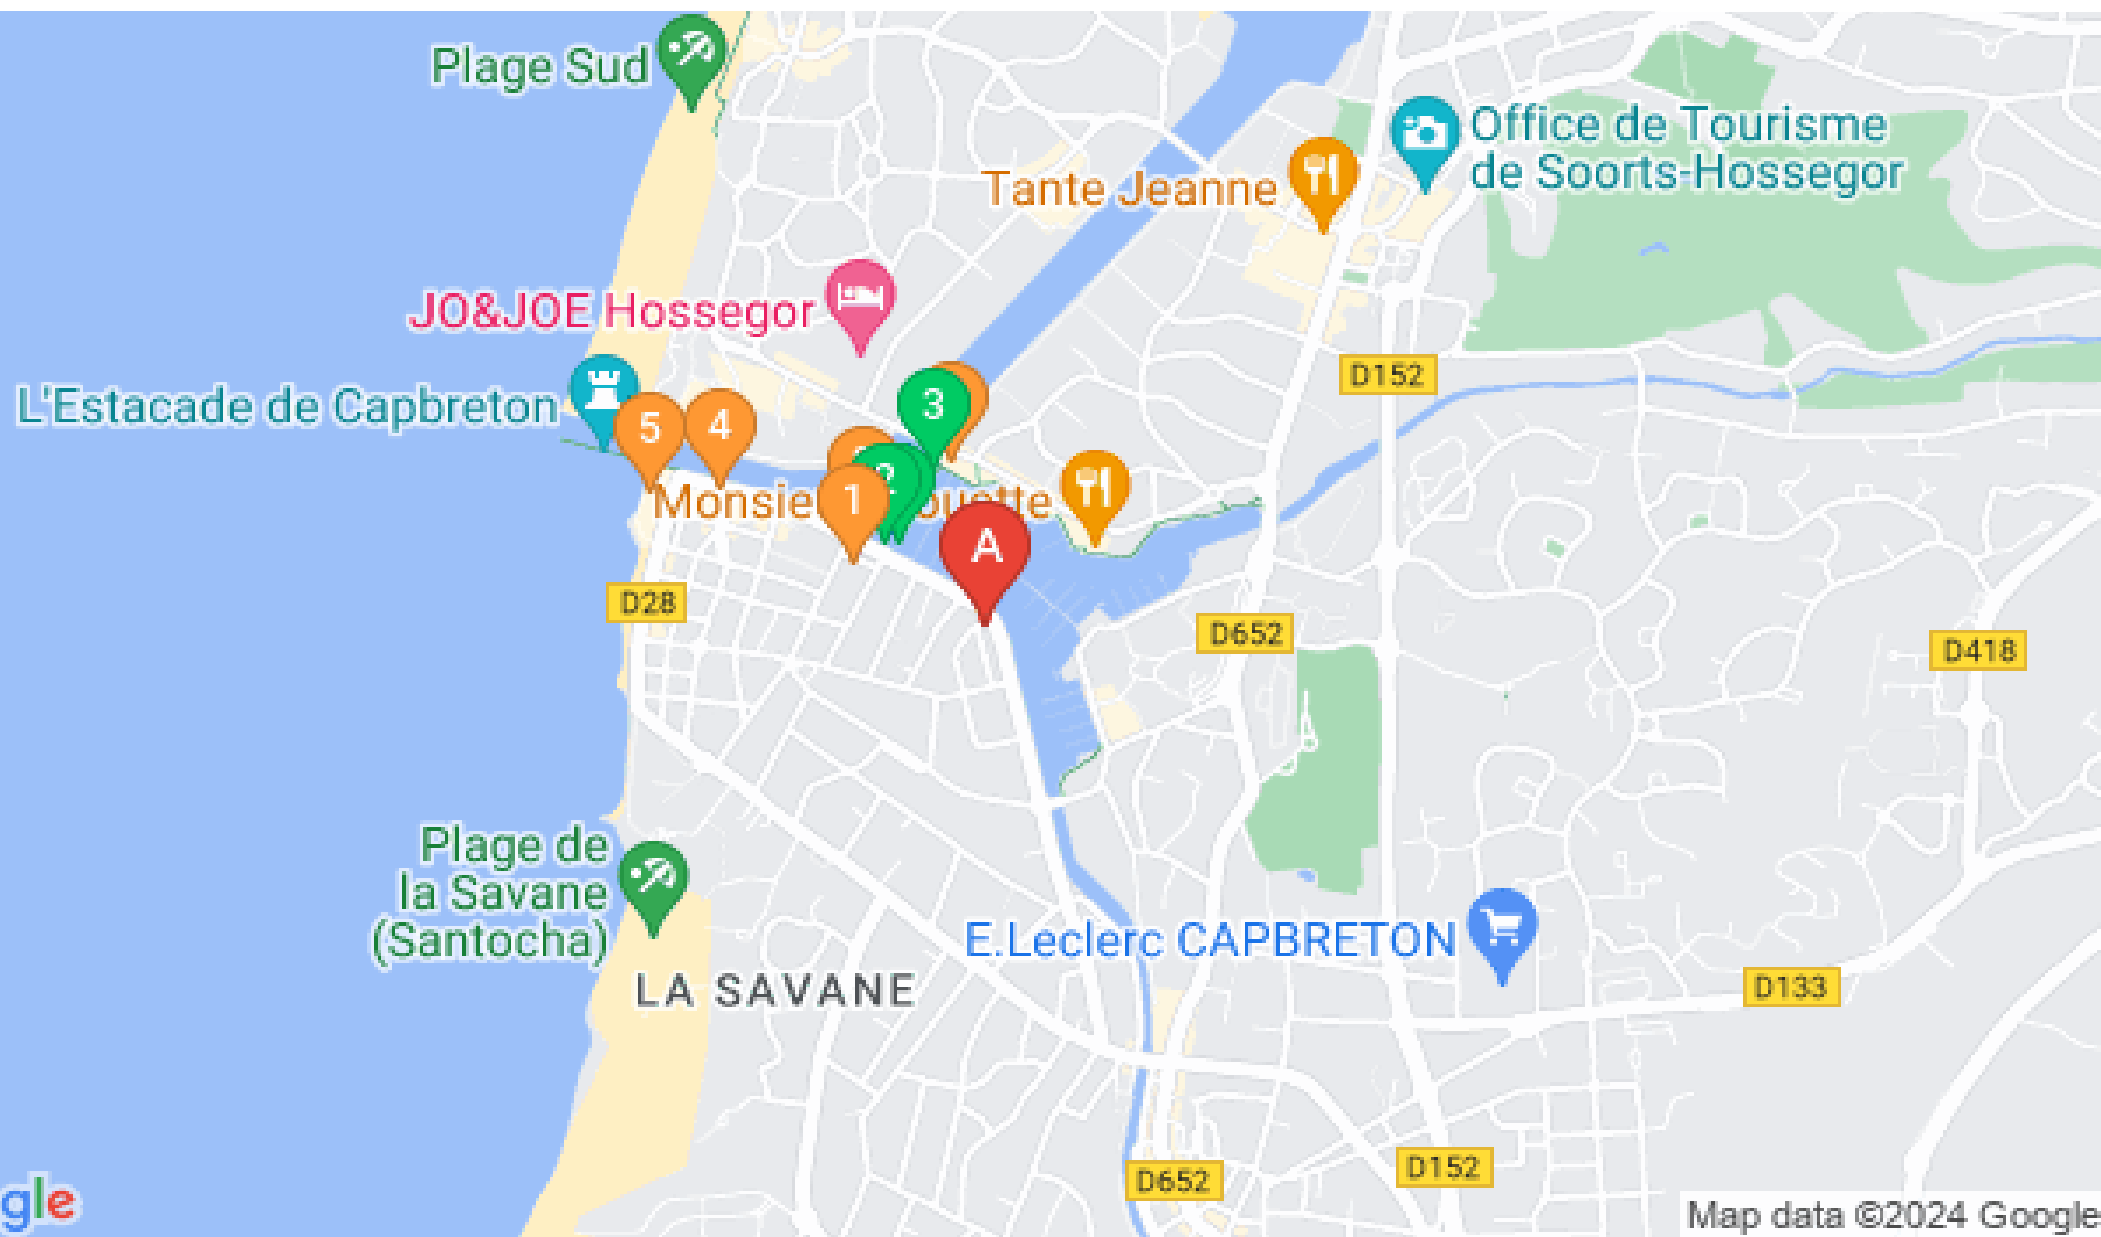 Plage Sud
Office de Tourisme
de Soorts-Hossegor
Tante Jeanne
JO&JOE Hossegor
D152
L'Estacade de Capbreton
3
5
4
2
1
A
D28
D652
D418
Plage de
la Savane
(Santocha)
E.Leclerc CAPBRETON
LA SAVANE
D133
D652
D152
gle
Map data ©2024 Google